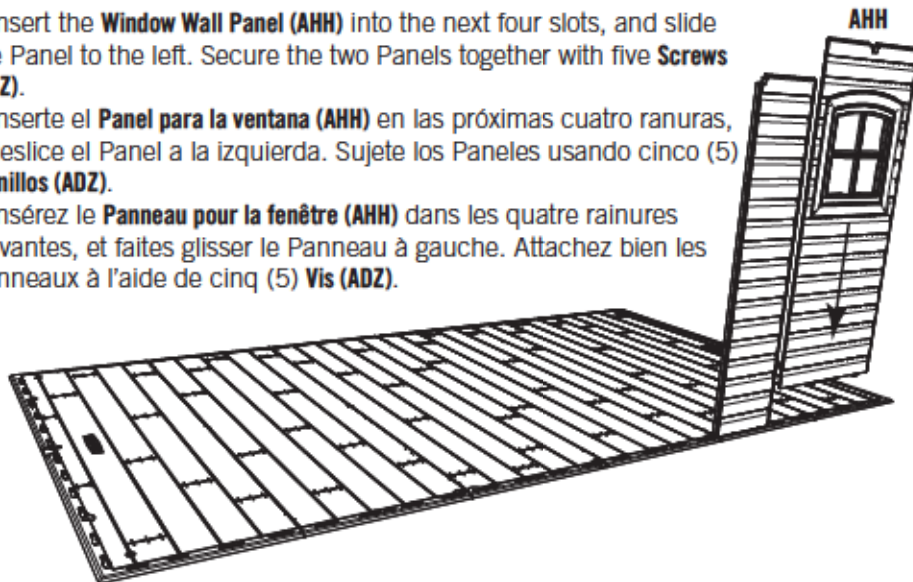 nsert the Window Wall Panel (AHH) into the next four slots, and slide
e Panel to the left. Secure the two Panels together with five Screws
Z).
nserte el Panel para la ventana (AHH) en las próximas cuatro ranuras,
eslice el Panel a la izquierda. Sujete los Paneles usando cinco (5)
nillos (ADZ).
nsérez le Panneau pour la fenêtre (AHH) dans les quatre rainures
vantes, et faites glisser le Panneau à gauche. Attachez bien les
nneaux à l'aide de cinq (5) Vis (ADZ).
AHH